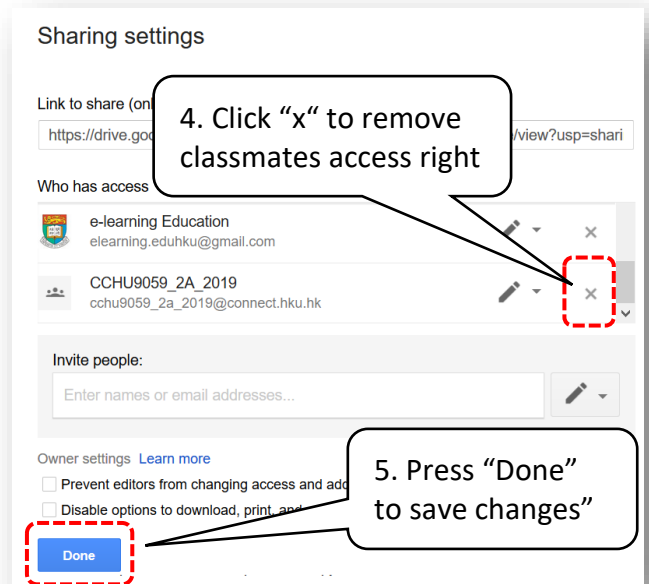 Sharing settings
Link to share (onl
4. Click “x“ to remove
classmates access right
https://drive.goo
/view?usp=shari
Who has access
e-learning Education
elearning.eduhku@gmail.com
CCHU9059_2A_2019
cchu9059_2a_2019@connect.hku.hk
Invite people:
Enter names or email addresses...
Owner settings Learn more
Prevent editors from changing access and add
Disable options to download, print, and
5. Press “Done”
to save changes”
Done